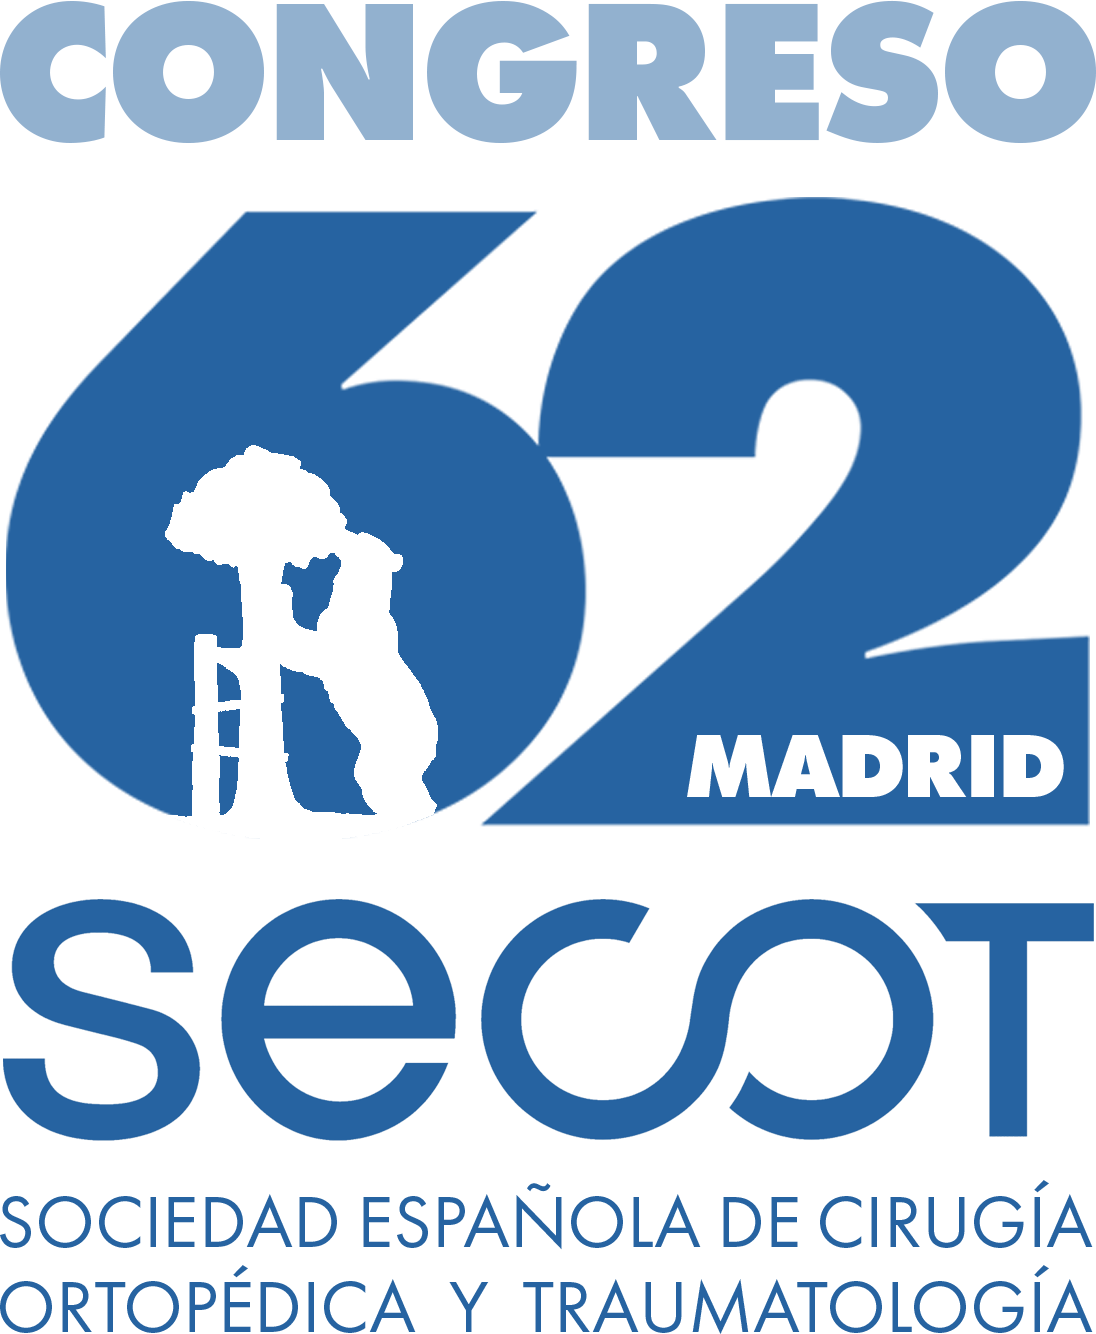 CONGRESO
62
MADRID
secot
SOCIEDAD ESPAÑOLA DE CIRUGÍA
ORTOPÉDICA Y TRAUMATOLOGÍA